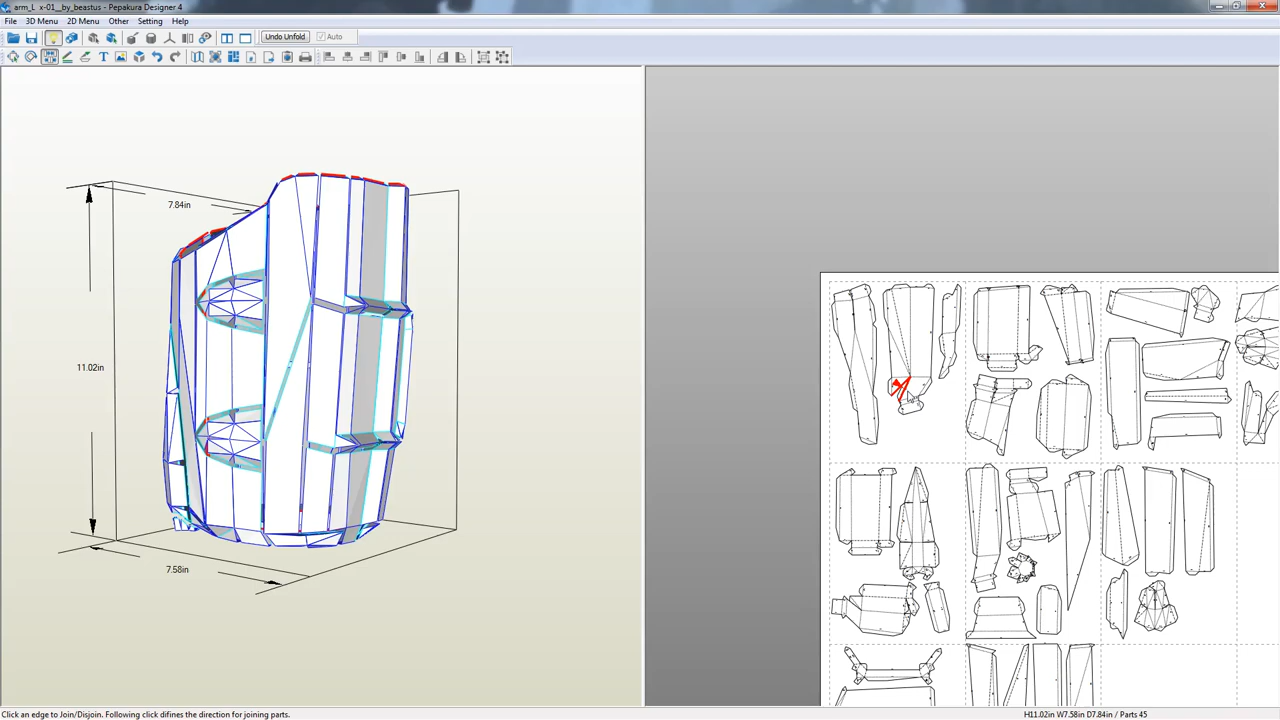 arm_L x-01__by_beastus - Pepakura Designer 4
File 3D Menu 2D Menu Other Setting Help
Undo Unfold Auto
7.84in
11.02in
7.58in
Click an edge to Join/Disjoin. Following click difines the direction for joining parts. H11.02in W7.58in D7.84in / Parts 45